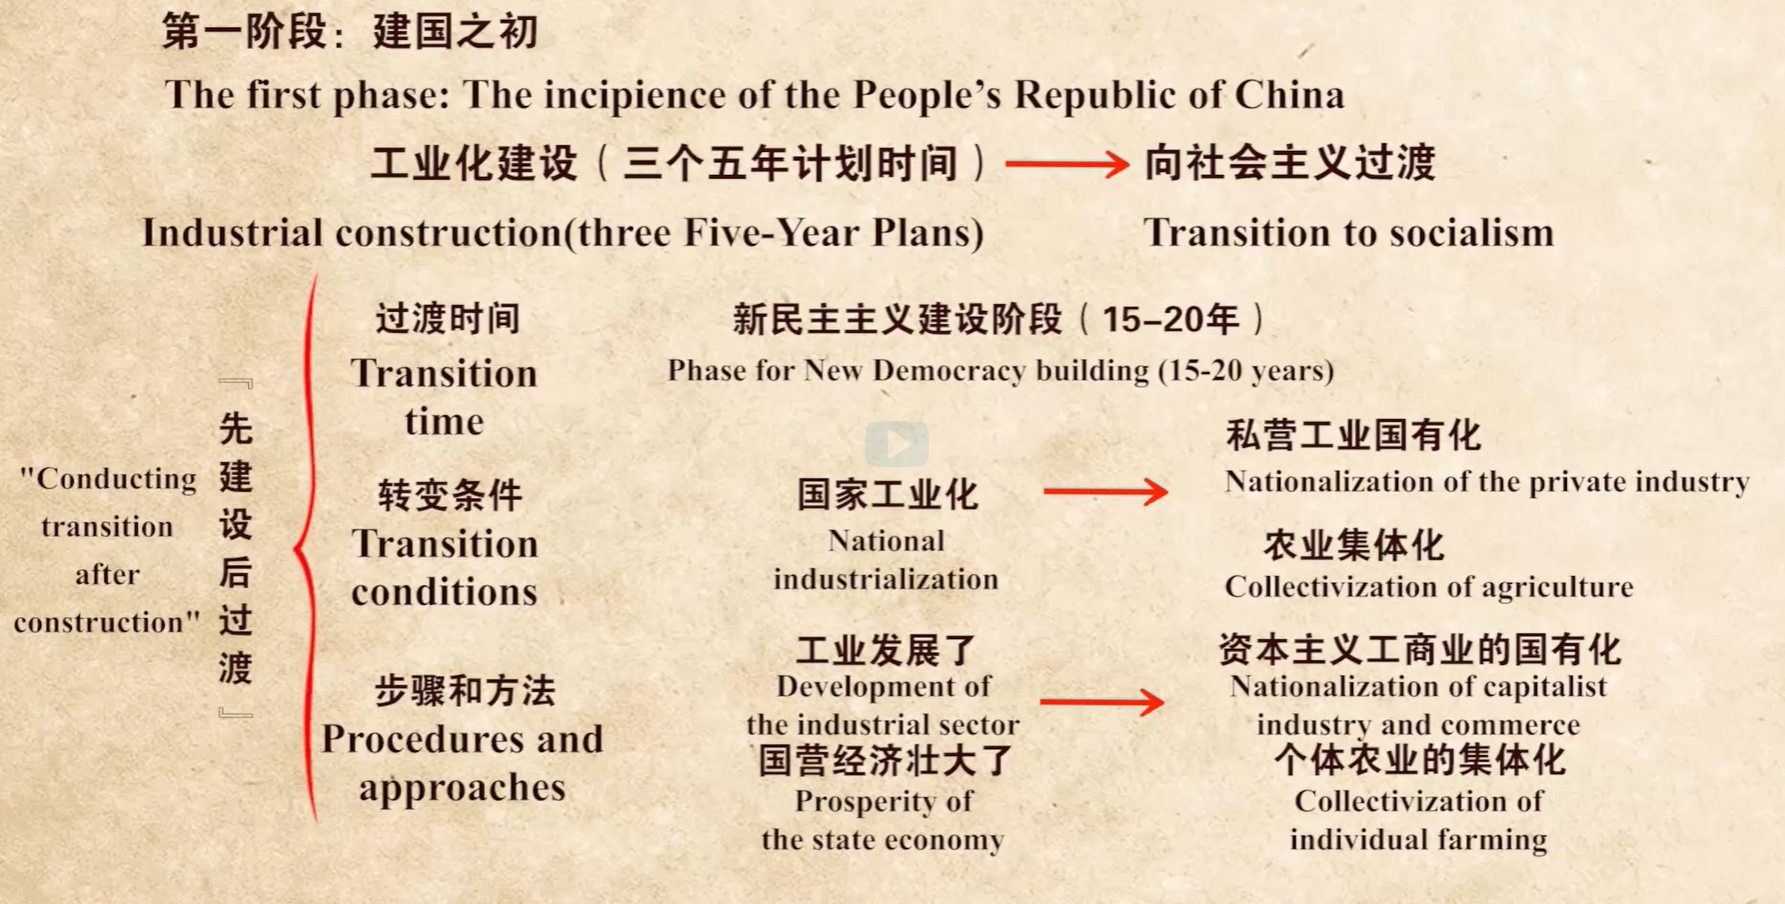 第一阶段：建国之初
The first phase: The incipience of the People's Republic of China
工业化建设（三个五年计划时间） 向社会主义过渡
Industrial construction(three Five-Year Plans) Transition to socialism
"Conducting
transition
after
construction"
『先建设后过渡』
过渡时间
Transition
time
新民主主义建设阶段（15–20年）
Phase for New Democracy building (15-20 years)
转变条件
Transition
conditions
国家工业化
National
industrialization
私营工业国有化
Nationalization of the private industry
农业集体化
Collectivization of agriculture
步骤和方法
Procedures and
approaches
工业发展了
Development of
the industrial sector
国营经济壮大了
Prosperity of
the state economy
资本主义工商业的国有化
Nationalization of capitalist
industry and commerce
个体农业的集体化
Collectivization of
individual farming